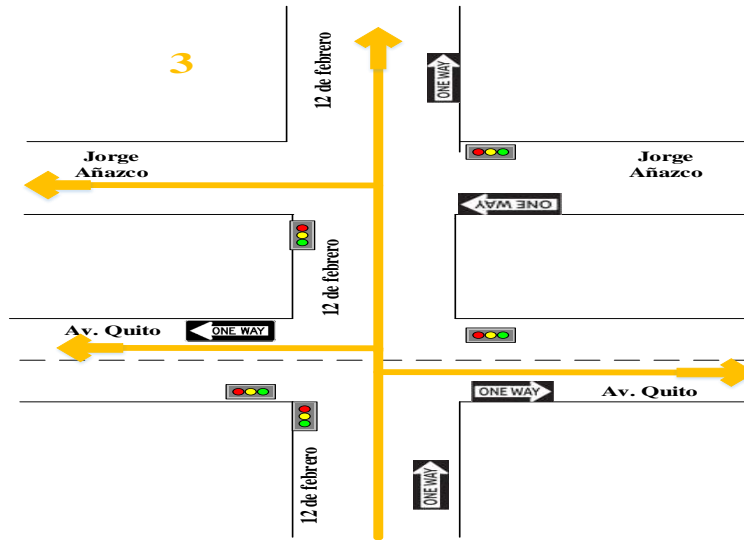 12 de febrero
ONE WAY
3
Jorge
Añazco
Jorge
Añazco
ONE WAY
12 de febrero
Av. Quito
ONE WAY
ONE WAY
Av. Quito
12 de febrero
ONE WAY